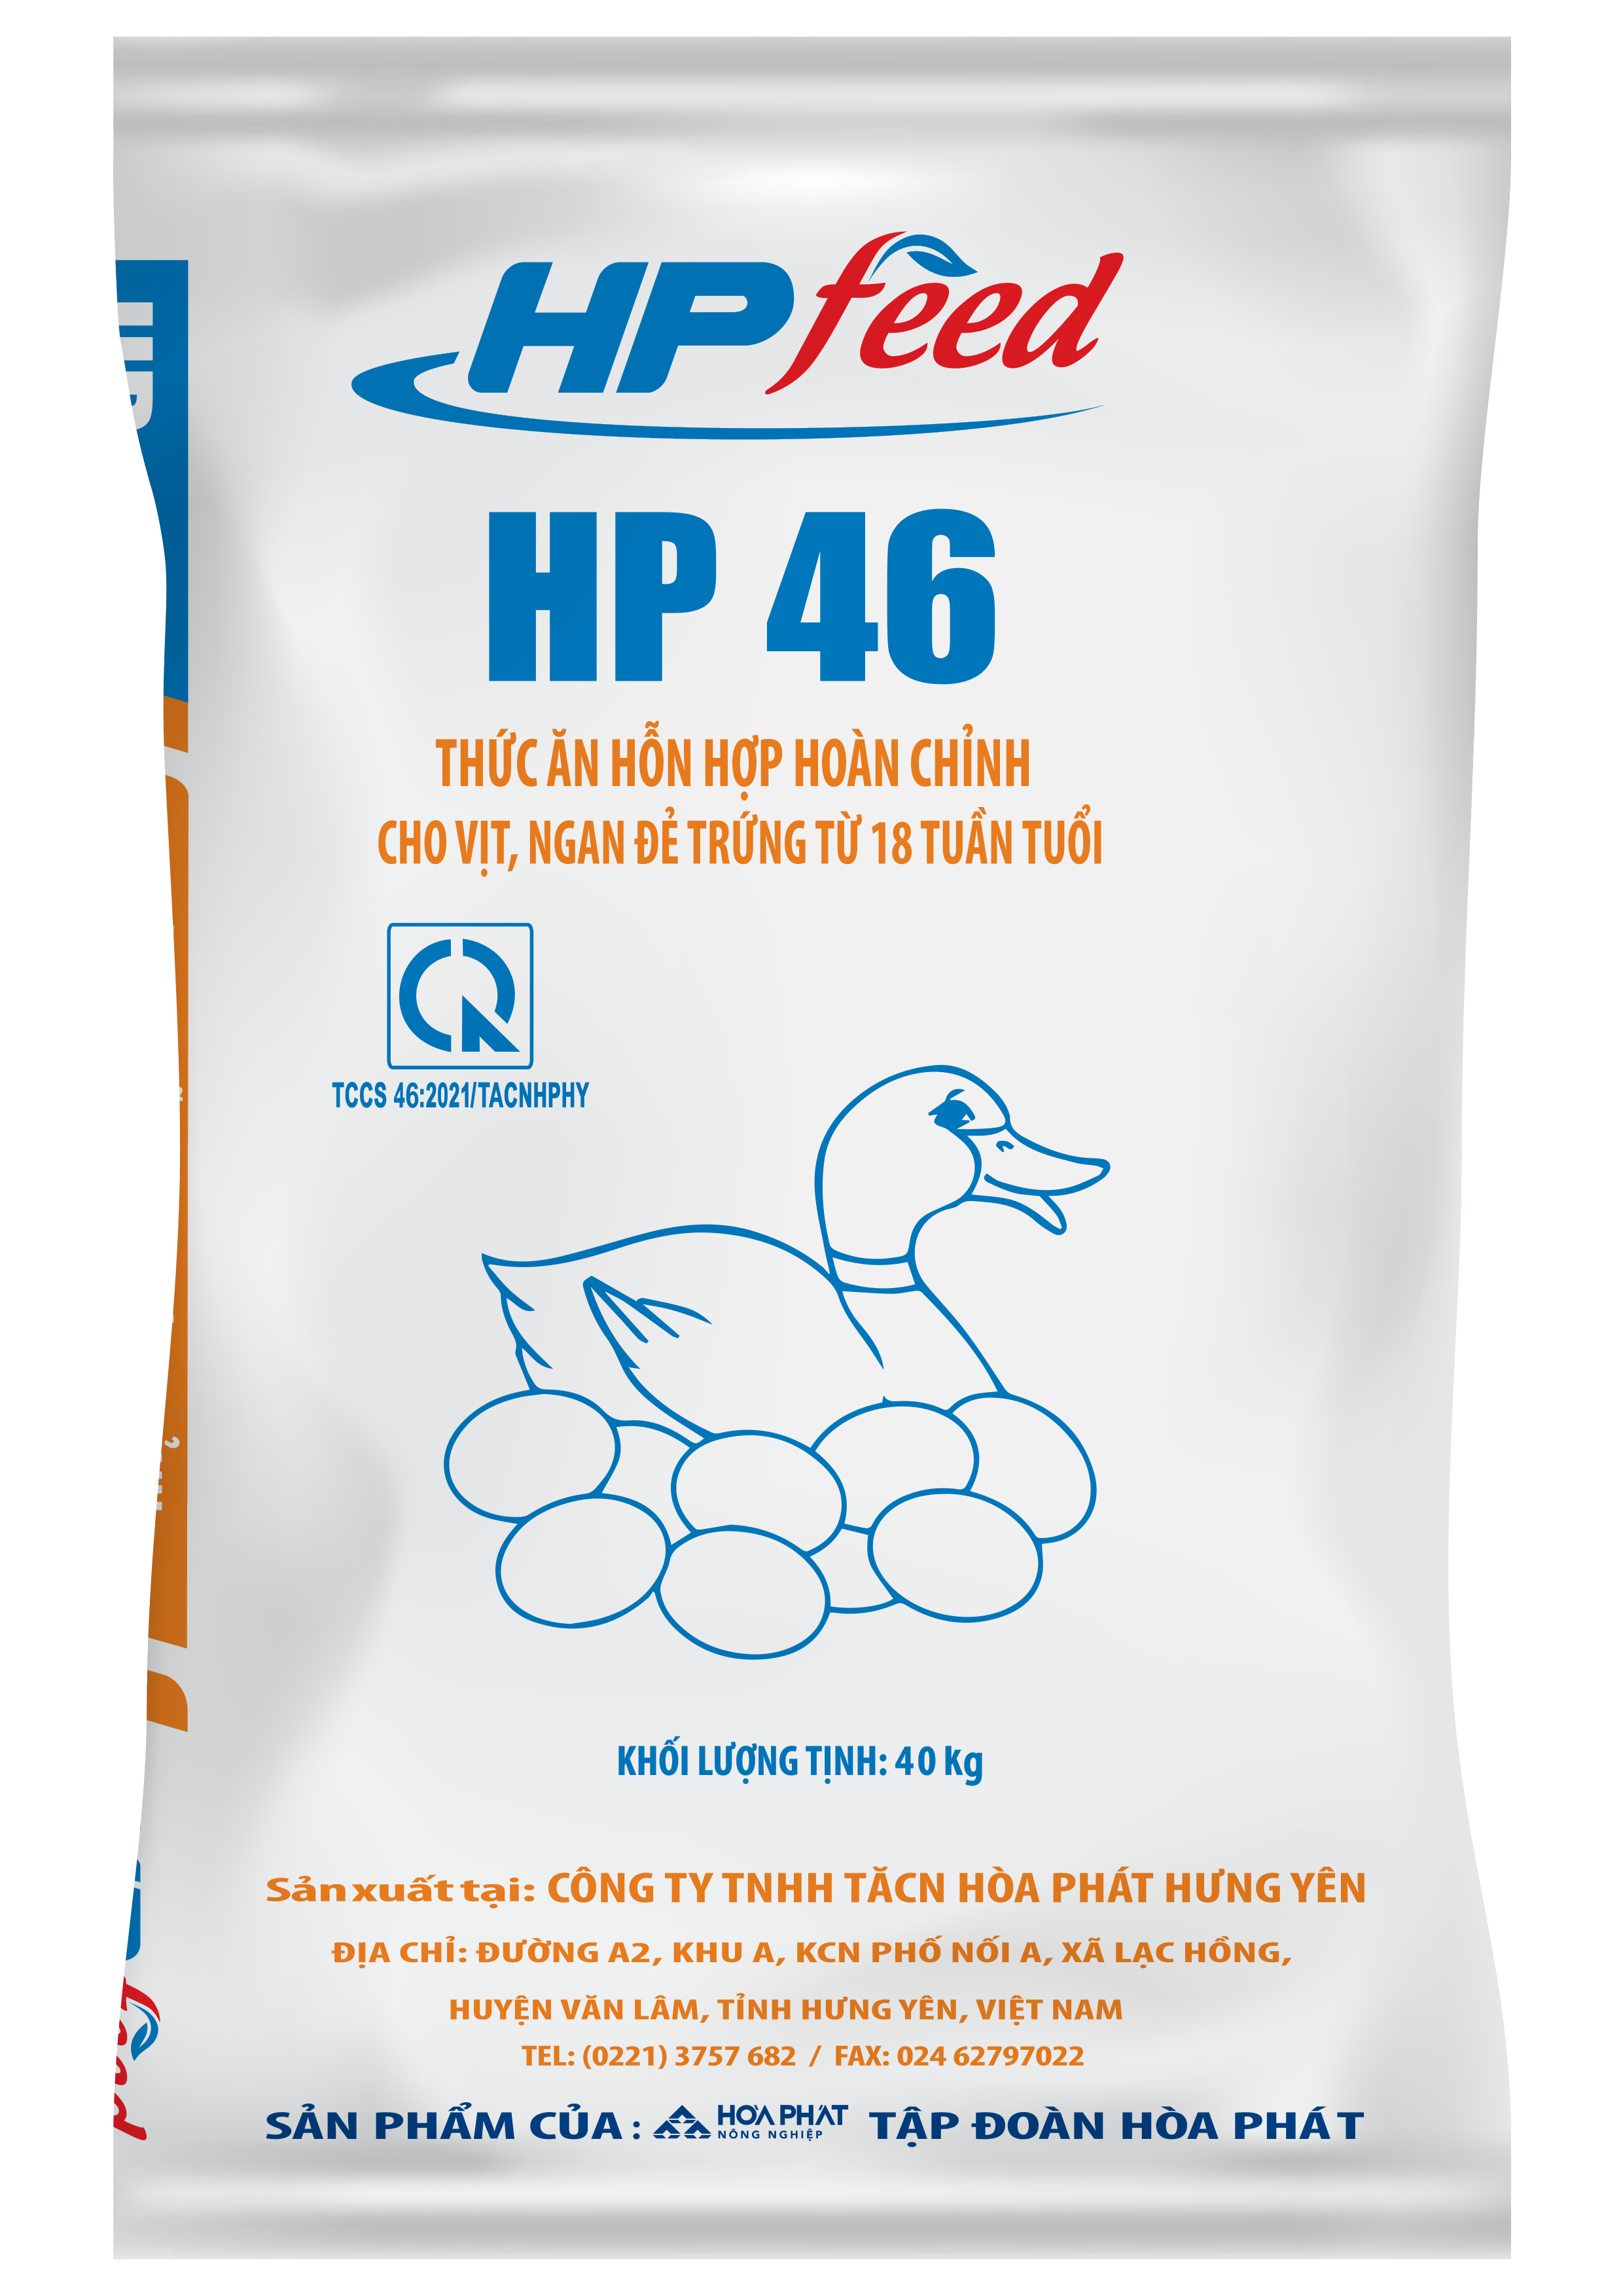 HP feed
HP 46
THỨC ĂN HỖN HỢP HOÀN CHỈNH
CHO VỊT, NGAN ĐẺ TRỨNG TỪ 18 TUẦN TUỔI
TCCS 46:2021/TACNHPHY
KHỐI LƯỢNG TỊNH: 40 kg
Sản xuất tại: CÔNG TY TNHH TĂCN HÒA PHÁT HƯNG YÊN
ĐỊA CHỈ: ĐƯỜNG A2, KHU A, KCN PHỐ NỐI A, XÃ LẠC HỒNG,
HUYỆN VĂN LÂM, TỈNH HƯNG YÊN, VIỆT NAM
TEL: (0221) 3757 682 / FAX: 024 62797022
SẢN PHẨM CỦA : HÒA PHÁT NÔNG NGHIỆP TẬP ĐOÀN HÒA PHÁT